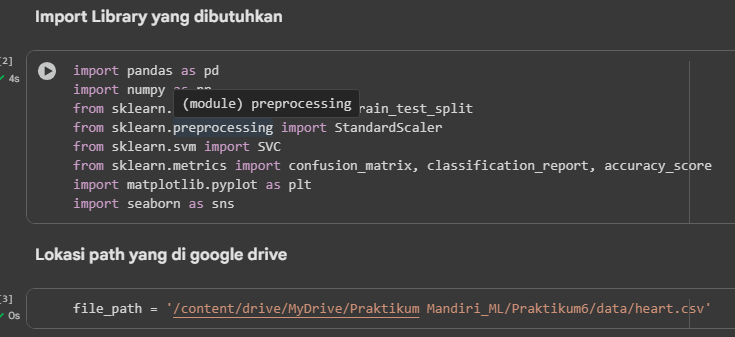 Import Library yang dibutuhkan
[2]
4s
import pandas as pd
import numpy as np
(module) preprocessing
from sklearn. rain_test_split
from sklearn.preprocessing import StandardScaler
from sklearn.svm import SVC
from sklearn.metrics import confusion_matrix, classification_report, accuracy_score
import matplotlib.pyplot as plt
import seaborn as sns
Lokasi path yang di google drive
[3]
0s
file_path = '/content/drive/MyDrive/Praktikum Mandiri_ML/Praktikum6/data/heart.csv'